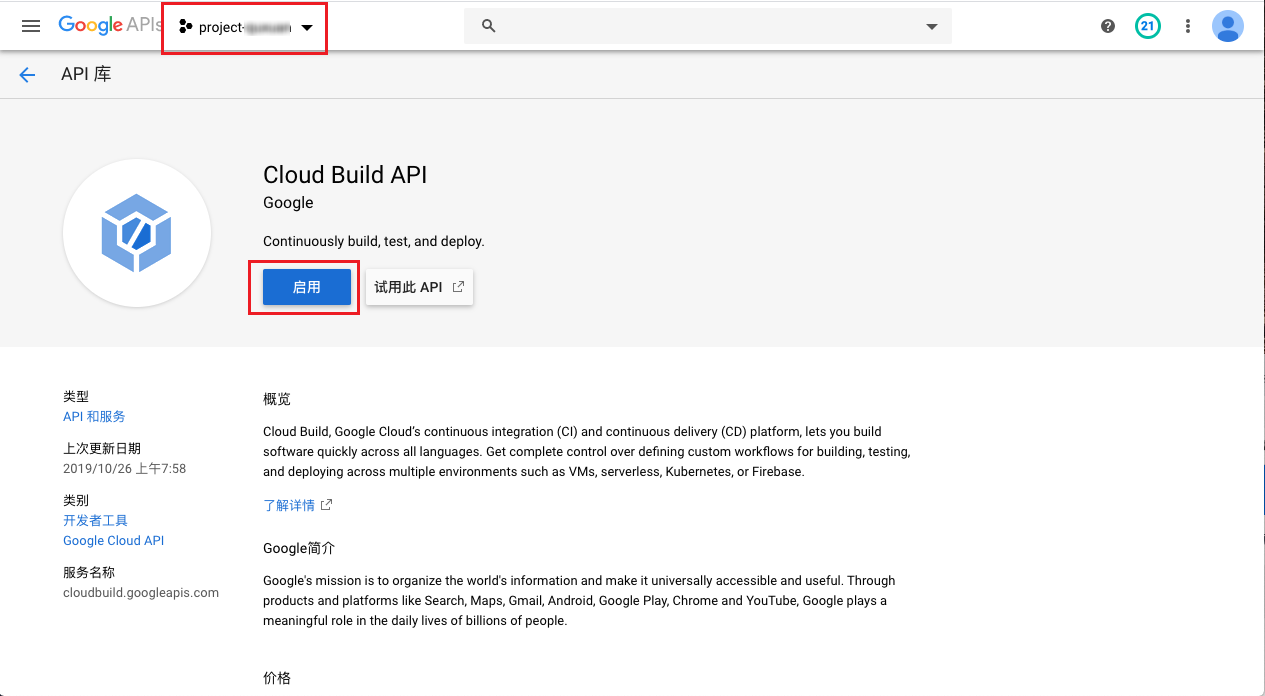 Google APIs
project-
21
API 库
Cloud Build API
Google
Continuously build, test, and deploy.
启用
试用此 API
类型
API 和服务
上次更新日期
2019/10/26 上午7:58
类别
开发者工具
Google Cloud API
服务名称
cloudbuild.googleapis.com
概览
Cloud Build, Google Cloud’s continuous integration (CI) and continuous delivery (CD) platform, lets you build
software quickly across all languages. Get complete control over defining custom workflows for building, testing,
and deploying across multiple environments such as VMs, serverless, Kubernetes, or Firebase.
了解详情
Google简介
Google's mission is to organize the world's information and make it universally accessible and useful. Through
products and platforms like Search, Maps, Gmail, Android, Google Play, Chrome and YouTube, Google plays a
meaningful role in the daily lives of billions of people.
价格